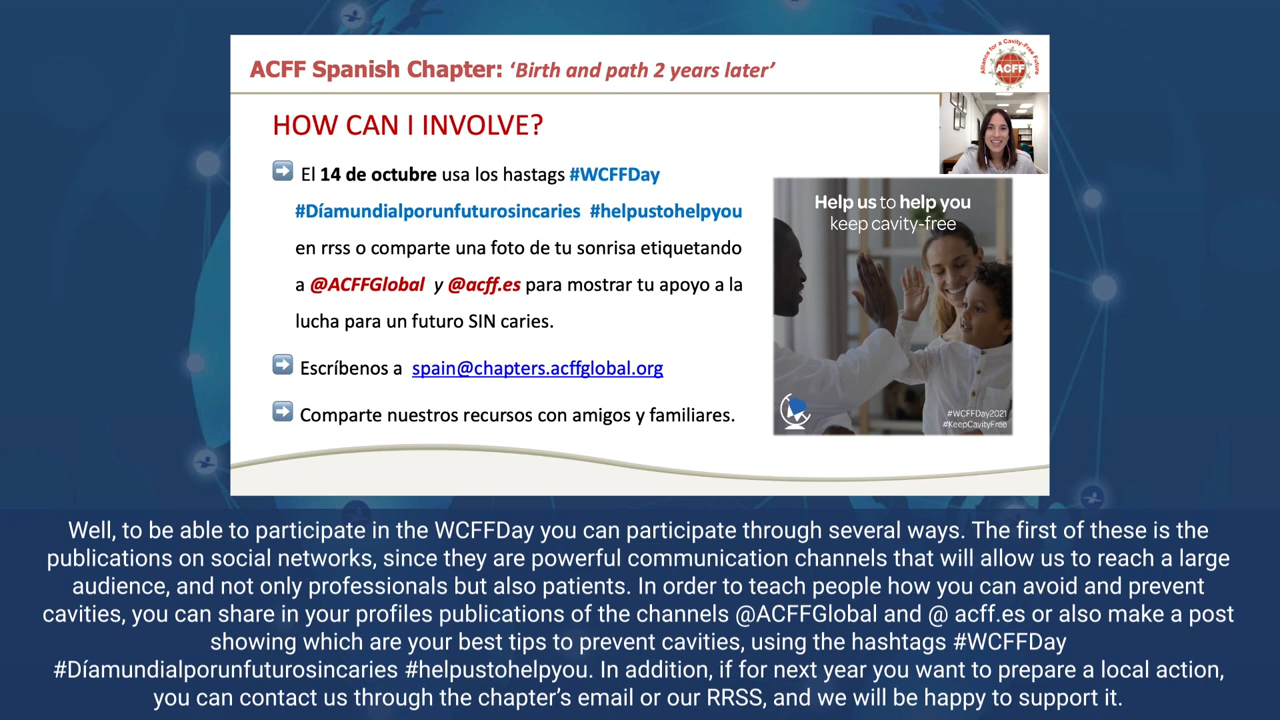 ACFF Spanish Chapter: ‘Birth and path 2 years later’
Alliance for a Cavity-Free Future
ACFF
HOW CAN I INVOLVE?
El 14 de octubre usa los hastags #WCFFDay
#Díamundialporunfuturosincaries #helpustohelpyou
en rrss o comparte una foto de tu sonrisa etiquetando
a @ACFFGlobal y @acff.es para mostrar tu apoyo a la
lucha para un futuro SIN caries.
Escríbenos a spain@chapters.acffglobal.org
Comparte nuestros recursos con amigos y familiares.
Help us to help you
keep cavity-free
#WCFFDay2021
#KeepCavityFree
Well, to be able to participate in the WCFFDay you can participate through several ways. The first of these is the
publications on social networks, since they are powerful communication channels that will allow us to reach a large
audience, and not only professionals but also patients. In order to teach people how you can avoid and prevent
cavities, you can share in your profiles publications of the channels @ACFFGlobal and @ acff.es or also make a post
showing which are your best tips to prevent cavities, using the hashtags #WCFFDay
#Díamundialporunfuturosincaries #helpustohelpyou. In addition, if for next year you want to prepare a local action,
you can contact us through the chapter’s email or our RRSS, and we will be happy to support it.